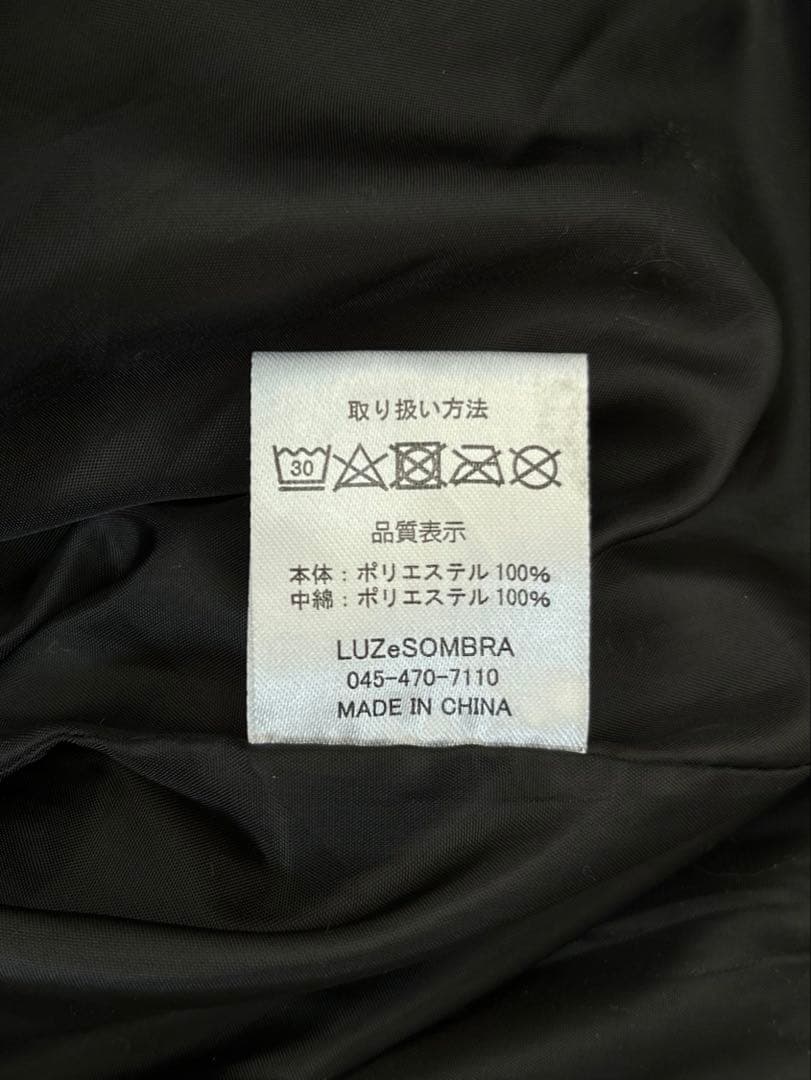 取り扱い方法
30
品質表示
本体：ポリエステル 100%
中綿：ポリエステル 100%
LUZeSOMBRA
045-470-7110
MADE IN CHINA